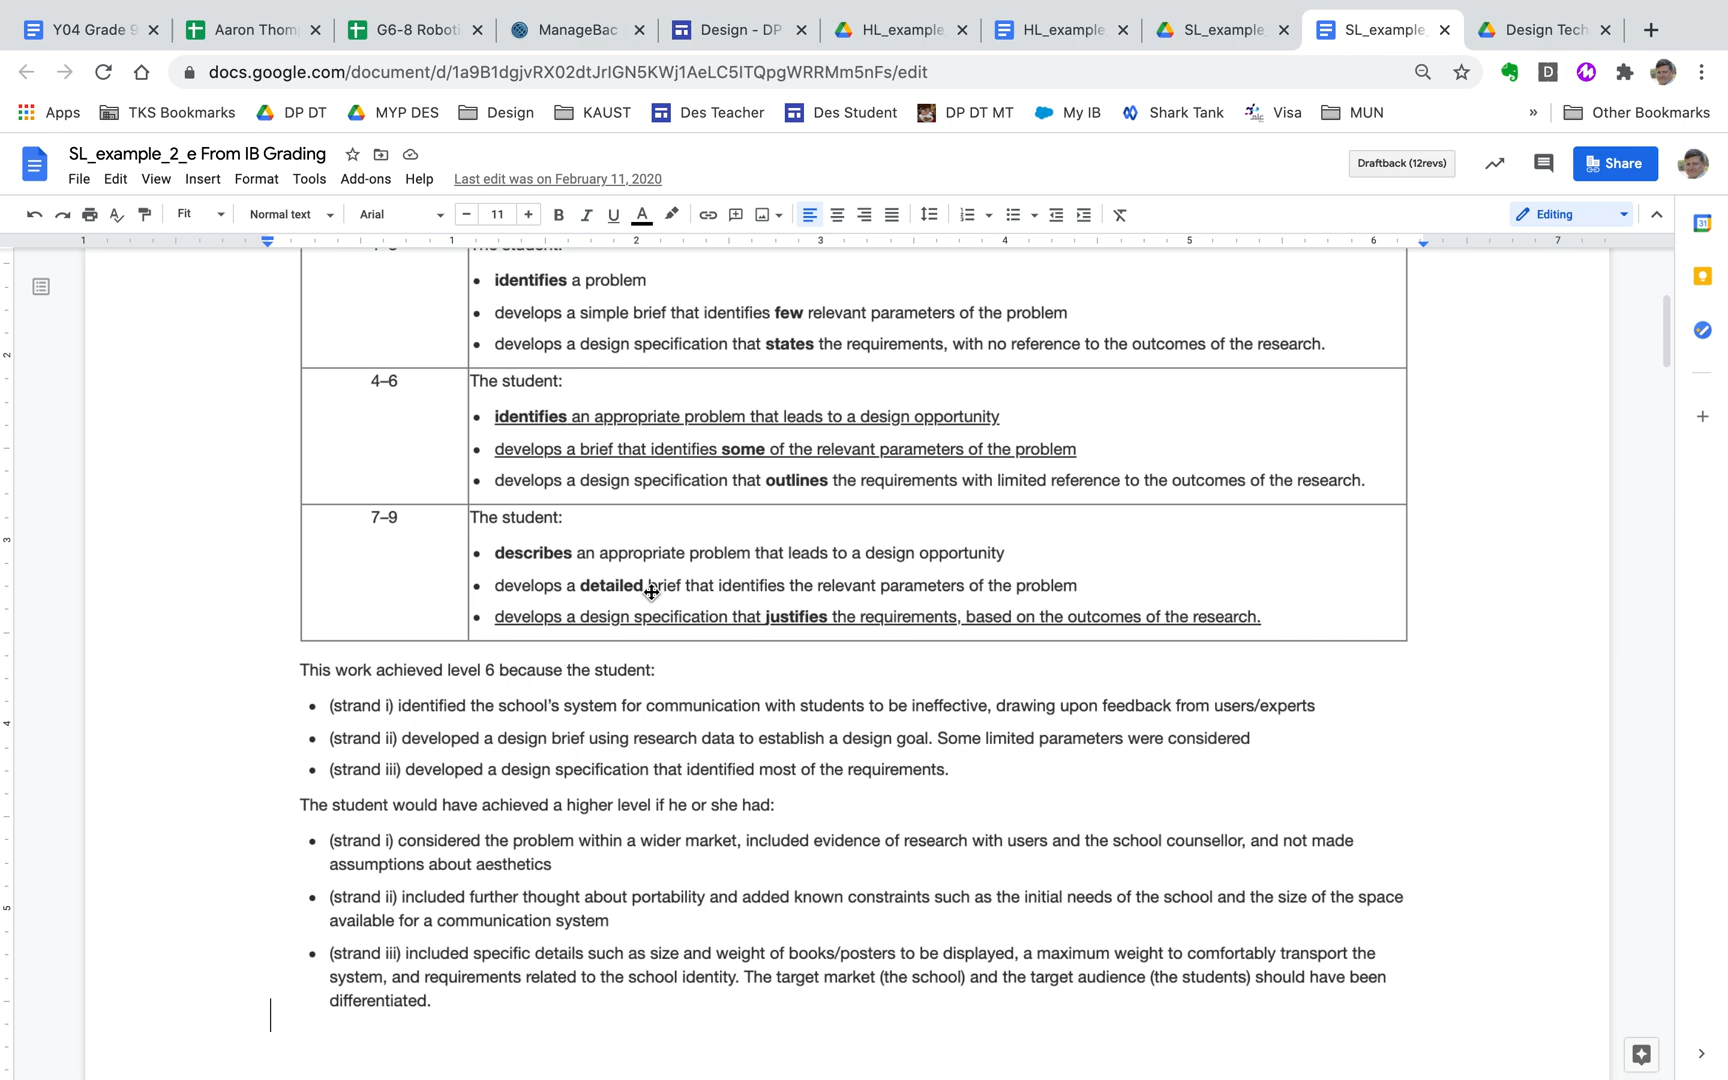 Y04 Grade 9 Aaron Thom G6-8 Roboti ManageBac Design - DP HL_example HL_example SL_example SL_example Design Tech
docs.google.com/document/d/1a9B1dgjvRX02dtJrIGN5KWj1AeLC5ITQpgWRRMm5nFs/edit
Apps TKS Bookmarks DP DT MYP DES Design KAUST Des Teacher Des Student DP DT MT My IB Shark Tank Visa MUN » Other Bookmarks
SL_example_2_e From IB Grading
Draftback (12revs) Share
File Edit View Insert Format Tools Add-ons Help Last edit was on February 11, 2020
Fit Normal text Arial 11 B I U A Editing
1 1 2 3 4 5 6 7
The student:
• identifies a problem
• develops a simple brief that identifies few relevant parameters of the problem
• develops a design specification that states the requirements, with no reference to the outcomes of the research.
4–6 The student:
• identifies an appropriate problem that leads to a design opportunity
• develops a brief that identifies some of the relevant parameters of the problem
• develops a design specification that outlines the requirements with limited reference to the outcomes of the research.
7–9 The student:
• describes an appropriate problem that leads to a design opportunity
• develops a detailed brief that identifies the relevant parameters of the problem
• develops a design specification that justifies the requirements, based on the outcomes of the research.
This work achieved level 6 because the student:
• (strand i) identified the school's system for communication with students to be ineffective, drawing upon feedback from users/experts
• (strand ii) developed a design brief using research data to establish a design goal. Some limited parameters were considered
• (strand iii) developed a design specification that identified most of the requirements.
The student would have achieved a higher level if he or she had:
• (strand i) considered the problem within a wider market, included evidence of research with users and the school counsellor, and not made
assumptions about aesthetics
• (strand ii) included further thought about portability and added known constraints such as the initial needs of the school and the size of the space
available for a communication system
• (strand iii) included specific details such as size and weight of books/posters to be displayed, a maximum weight to comfortably transport the
system, and requirements related to the school identity. The target market (the school) and the target audience (the students) should have been
differentiated.